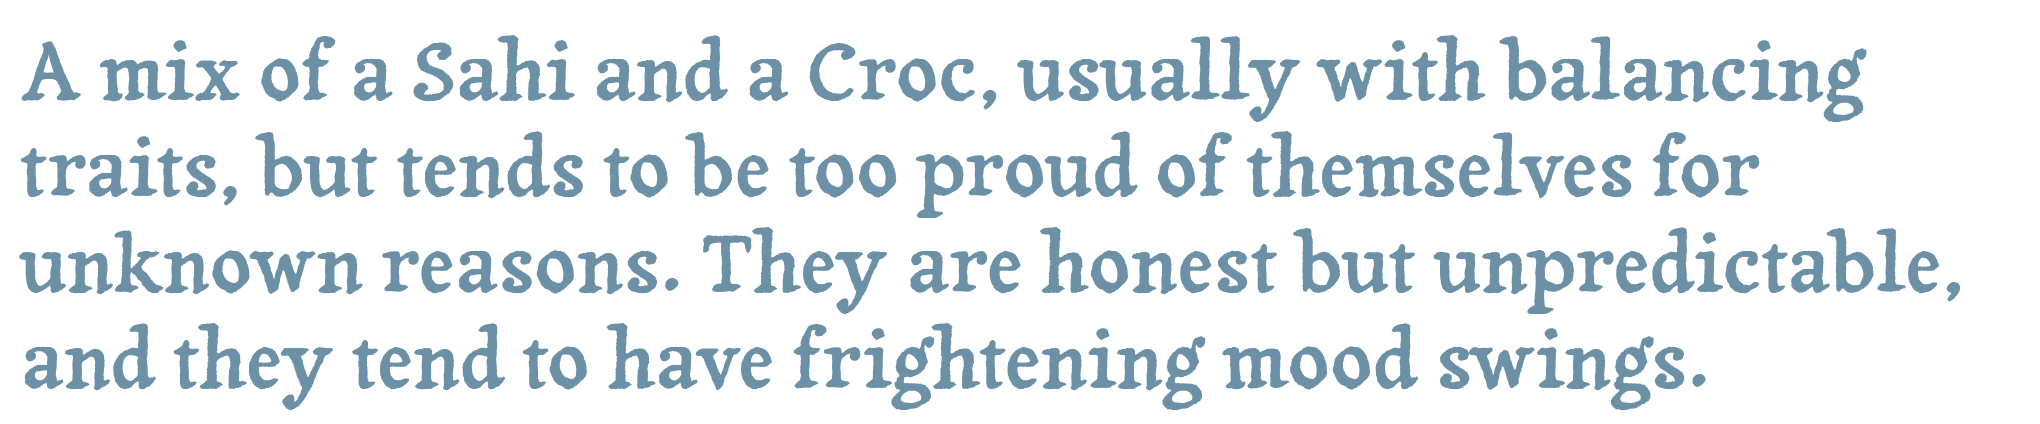 A mix of a Sahi and a Croc, usually with balancing
traits, but tends to be too proud of themselves for
unknown reasons. They are honest but unpredictable,
and they tend to have frightening mood swings.